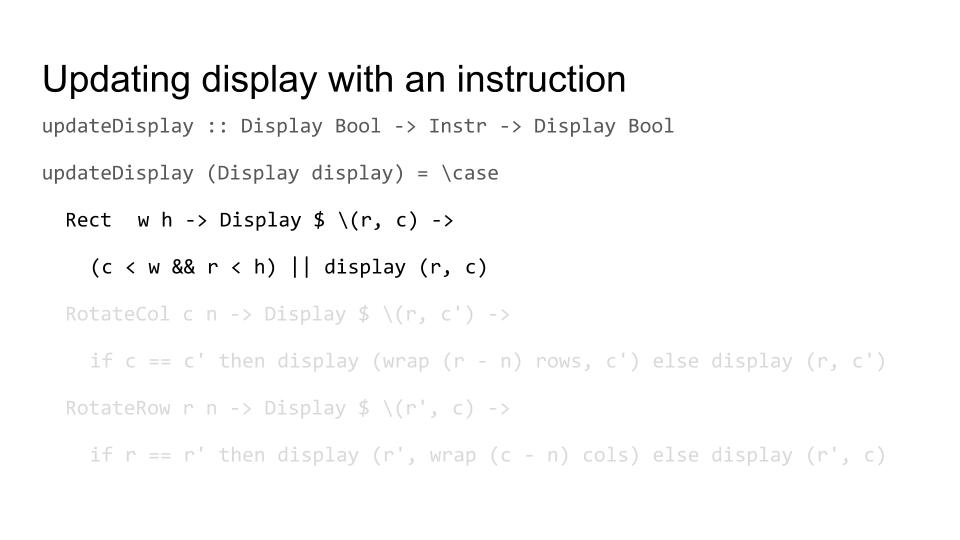 Updating display with an instruction
updateDisplay :: Display Bool -> Instr -> Display Bool
updateDisplay (Display display) = \case
Rect  w h -> Display $ \(r, c) ->
(c < w && r < h) || display (r, c)
RotateCol c n -> Display $ \(r, c') ->
if c == c' then display (wrap (r - n) rows, c') else display (r, c')
RotateRow r n -> Display $ \(r', c) ->
if r == r' then display (r', wrap (c - n) cols) else display (r', c)